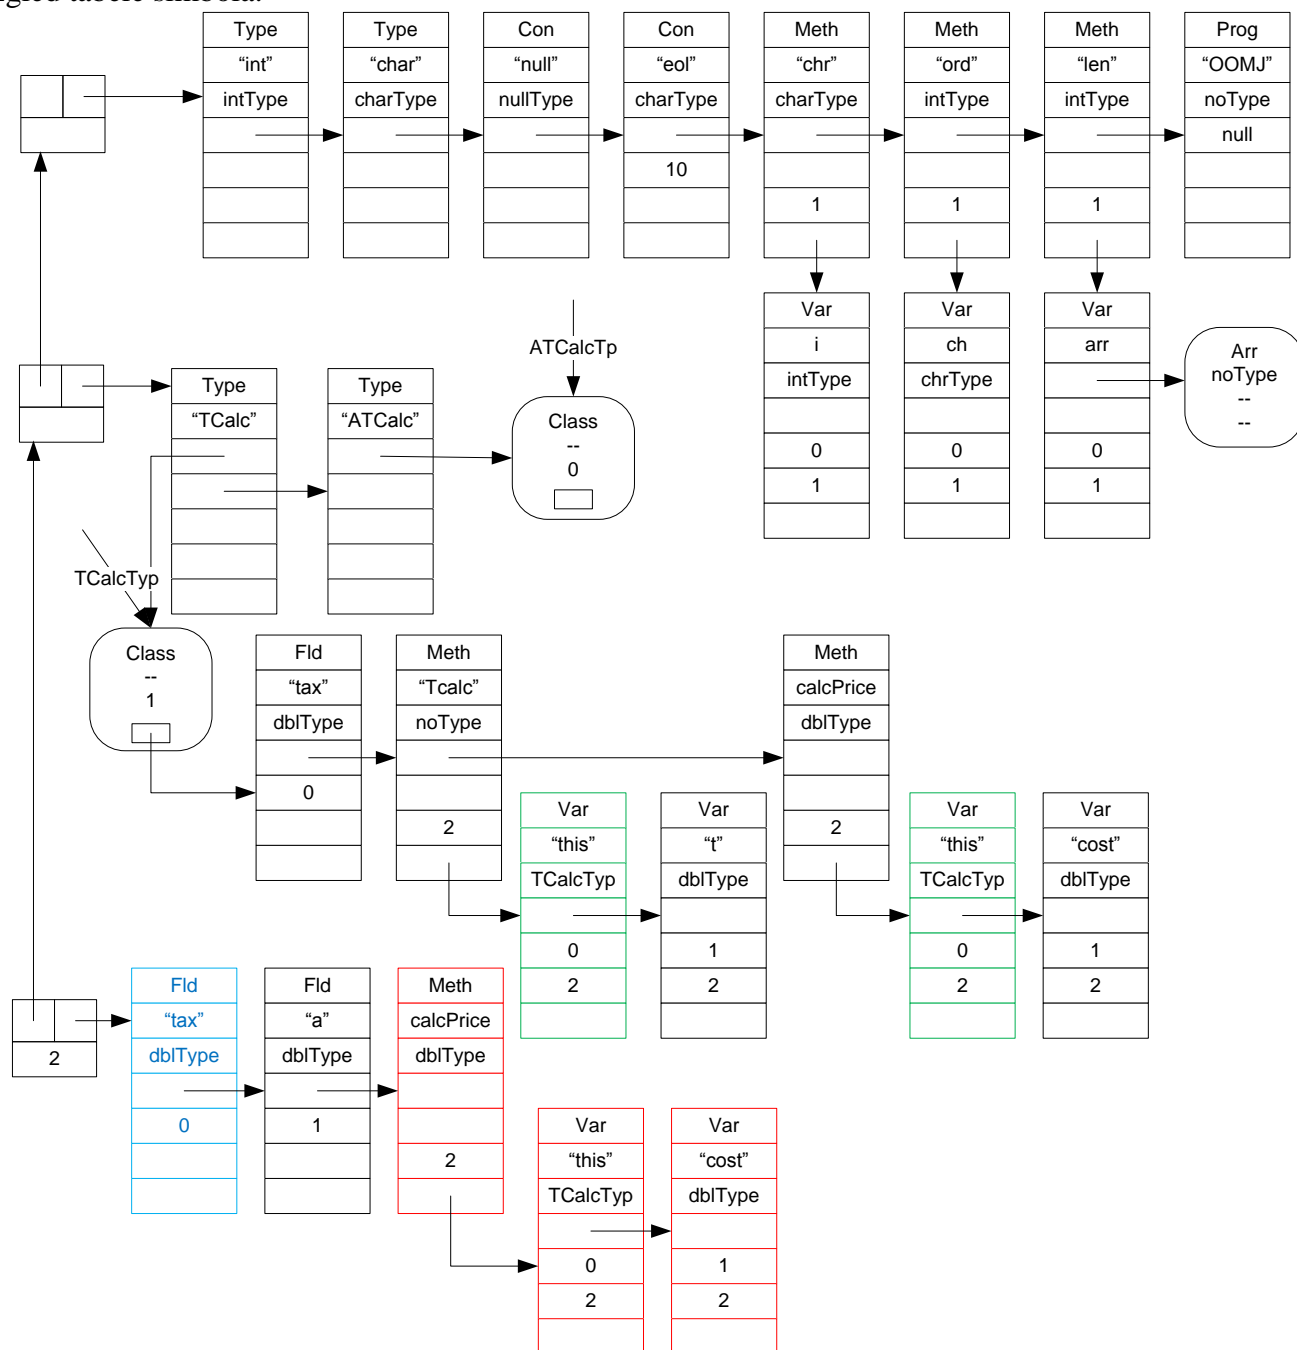 Type
Type
Con
Con
Meth
Meth
Meth
Prog
“int”
“char”
“null”
“eol”
“chr”
“ord”
“len”
“OOMJ”
intType
charType
nullType
charType
charType
intType
intType
noType
null
10
1
1
1
Var
Var
Var
i
ch
arr
intType
chrType
0
0
0
1
1
1
Arr
noType
--
--
ATCalcTp
Type
Type
“TCalc”
“ATCalc”
Class
--
0
TCalcTyp
Class
--
1
Fld
Meth
Meth
“tax”
“Tcalc”
calcPrice
dblType
noType
dblType
0
2
2
Var
Var
Var
Var
“this”
“t”
“this”
“cost”
TCalcTyp
dblType
TCalcTyp
dblType
0
1
0
1
2
2
2
2
Fld
Fld
Meth
“tax”
“a”
calcPrice
2
dblType
dblType
dblType
0
1
2
Var
Var
“this”
“cost”
TCalcTyp
dblType
0
1
2
2